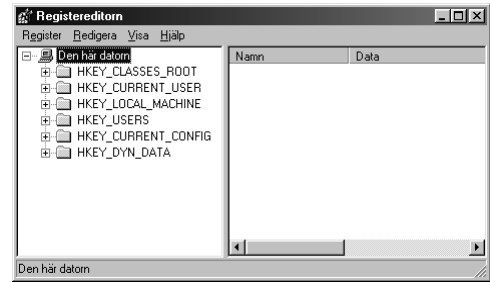 Registereditorn
Register Redigera Visa Hjälp
Den här datorn
HKEY_CLASSES_ROOT
HKEY_CURRENT_USER
HKEY_LOCAL_MACHINE
HKEY_USERS
HKEY_CURRENT_CONFIG
HKEY_DYN_DATA
Namn Data
Den här datorn